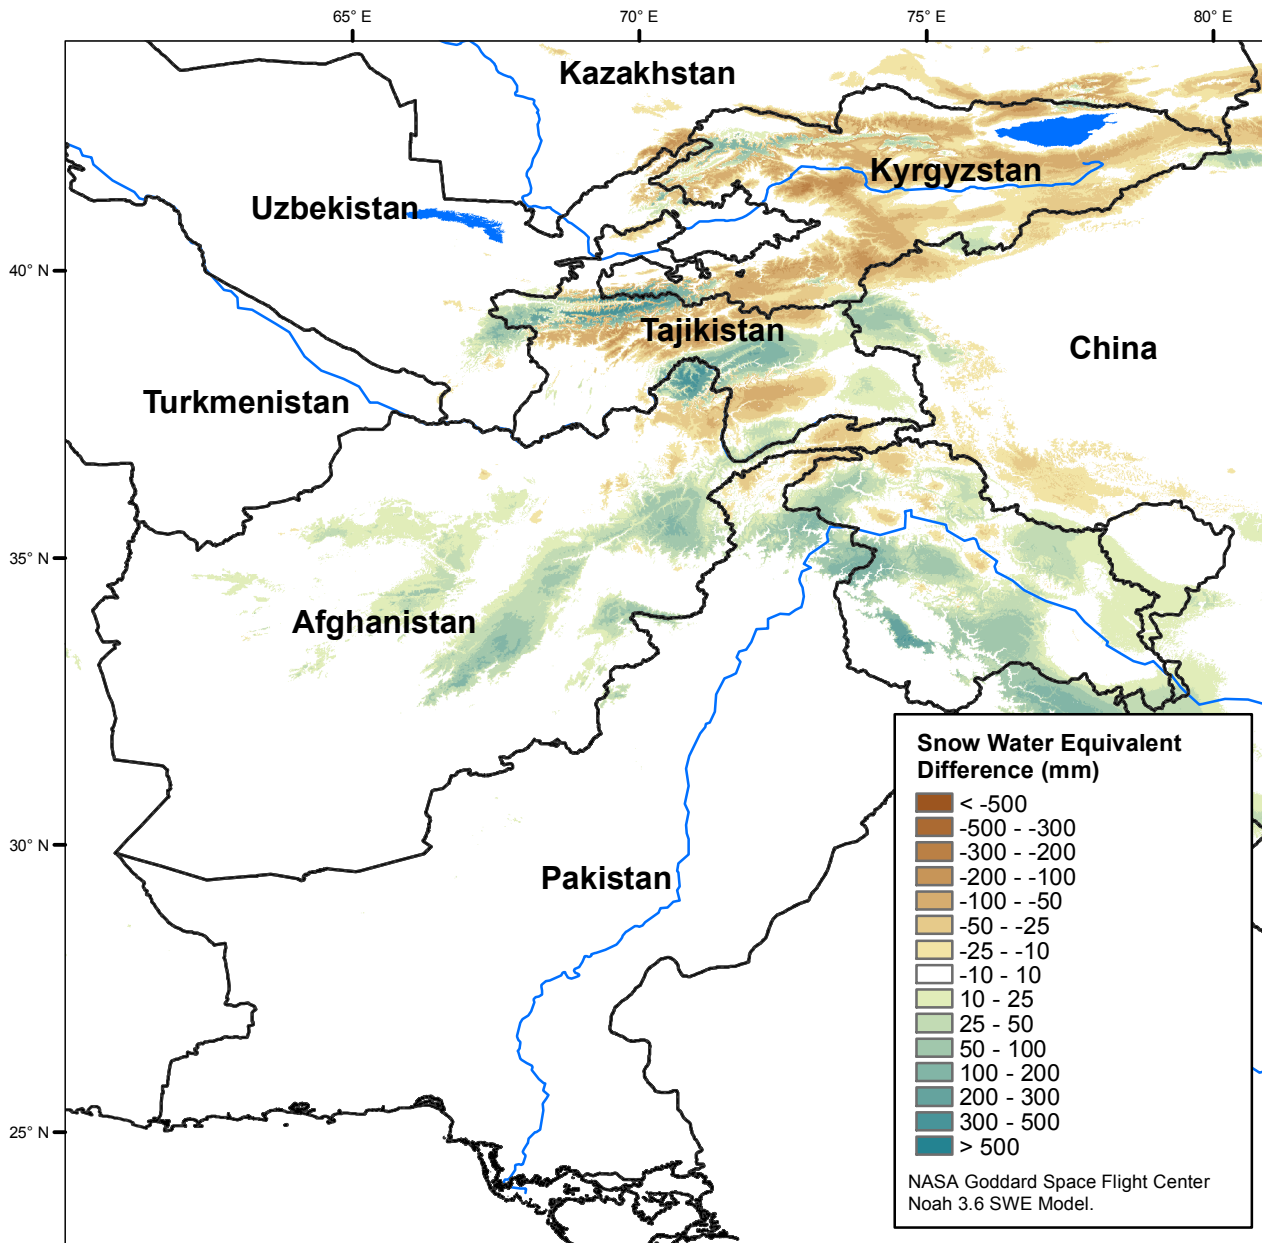 65° E
70° E
75° E
80° E
Kazakhstan
Kyrgyzstan
Uzbekistan
40° N
Tajikistan
China
Turkmenistan
35° N
Afghanistan
Snow Water Equivalent
Difference (mm)
< -500
-500 - -300
-300 - -200
-200 - -100
-100 - -50
-50 - -25
-25 - -10
-10 - 10
10 - 25
25 - 50
50 - 100
100 - 200
200 - 300
300 - 500
> 500
NASA Goddard Space Flight Center
Noah 3.6 SWE Model.
30° N
Pakistan
25° N